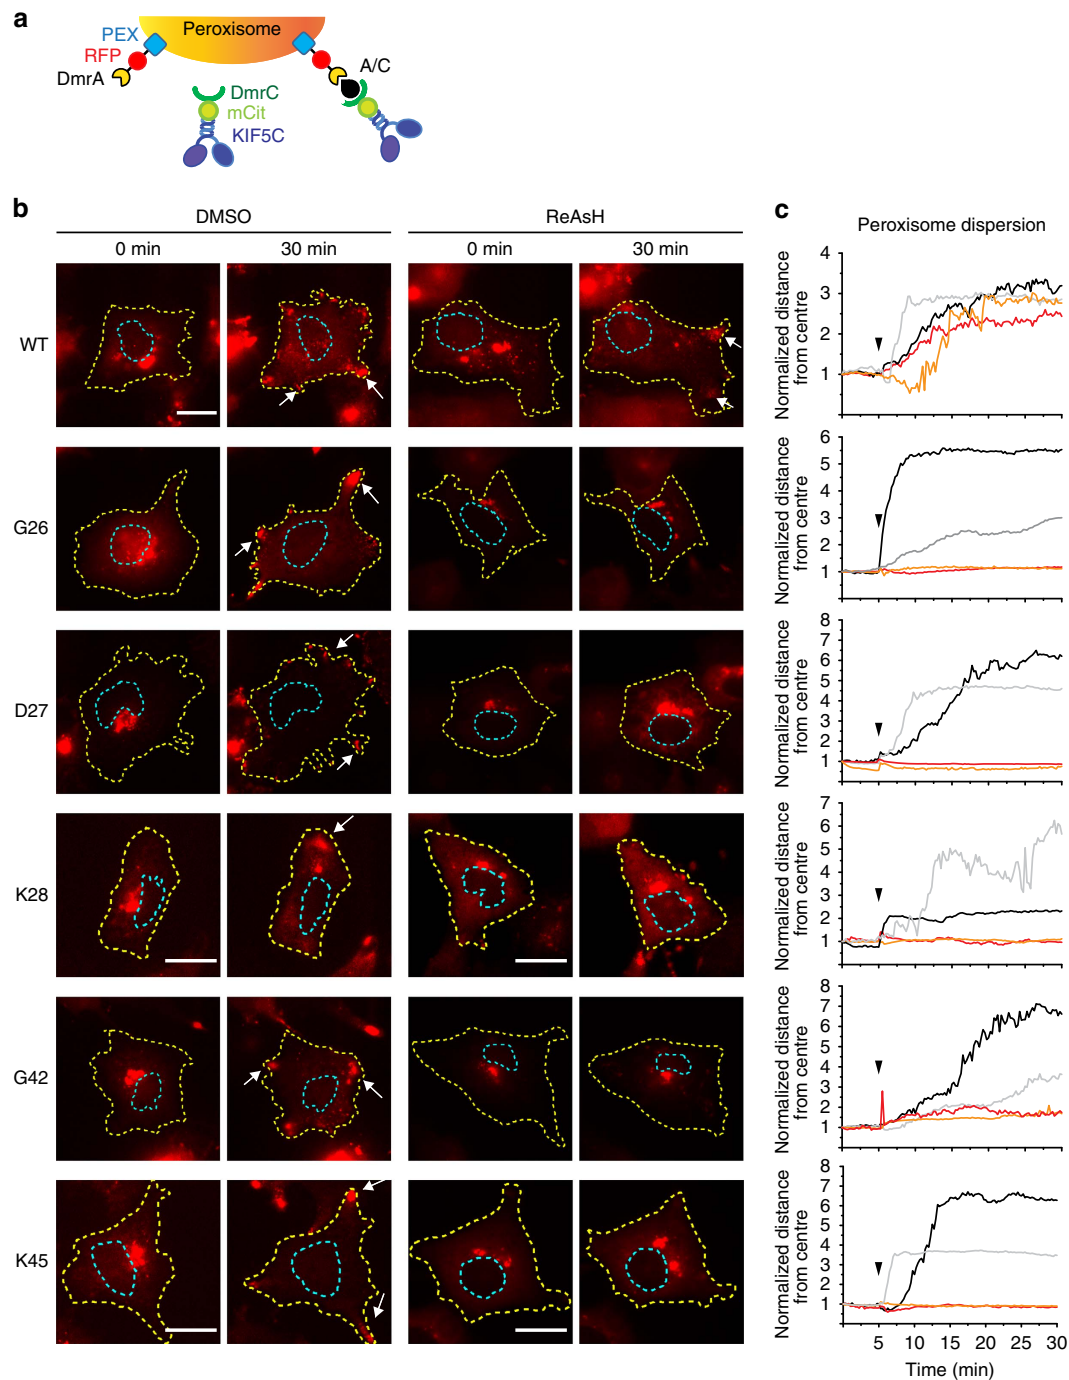 a
Peroxisome
PEX
RFP
DmrA
A/C
DmrC
mCit
KIF5C
b
DMSO
ReAsH
0 min
30 min
0 min
30 min
WT
G26
D27
K28
G42
K45
c
Peroxisome dispersion
Normalized distance
from centre
4
3
2
1
Normalized distance
from centre
6
5
4
3
2
1
Normalized distance
from centre
8
7
6
5
4
3
2
1
Normalized distance
from centre
7
6
5
4
3
2
1
Normalized distance
from centre
8
7
6
5
4
3
2
1
Normalized distance
from centre
8
7
6
5
4
3
2
1
5 10 15 20 25 30
Time (min)